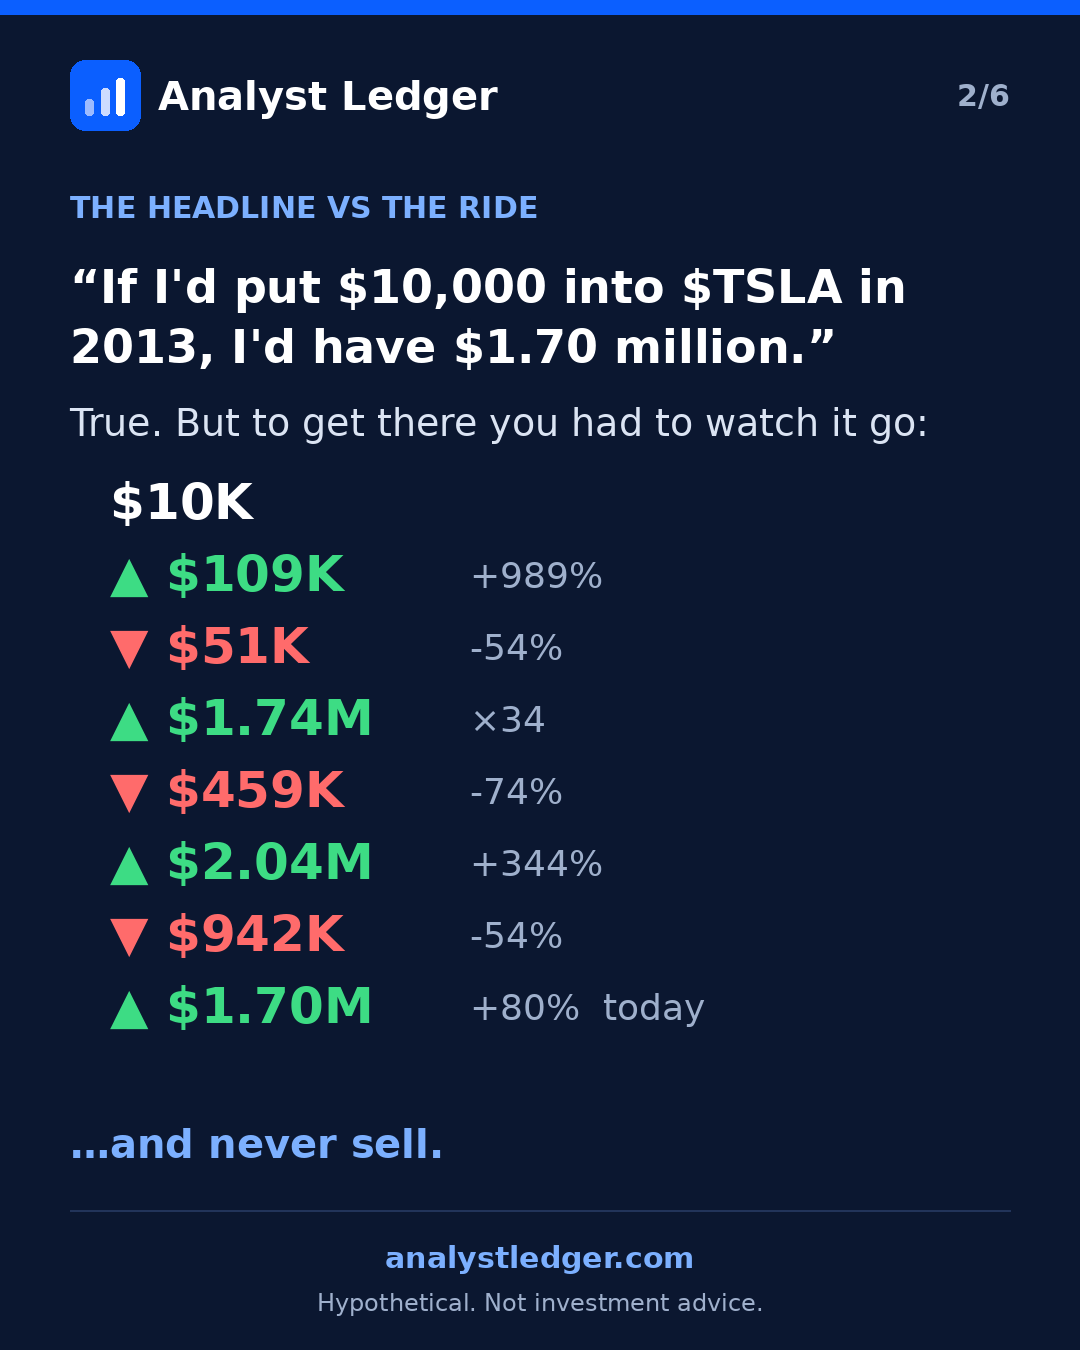 Analyst Ledger
2/6
THE HEADLINE VS THE RIDE
“If I'd put $10,000 into $TSLA in
2013, I'd have $1.70 million.”
True. But to get there you had to watch it go:
$10K
▲ $109K +989%
▼ $51K -54%
▲ $1.74M ×34
▼ $459K -74%
▲ $2.04M +344%
▼ $942K -54%
▲ $1.70M +80% today
…and never sell.
analystledger.com
Hypothetical. Not investment advice.